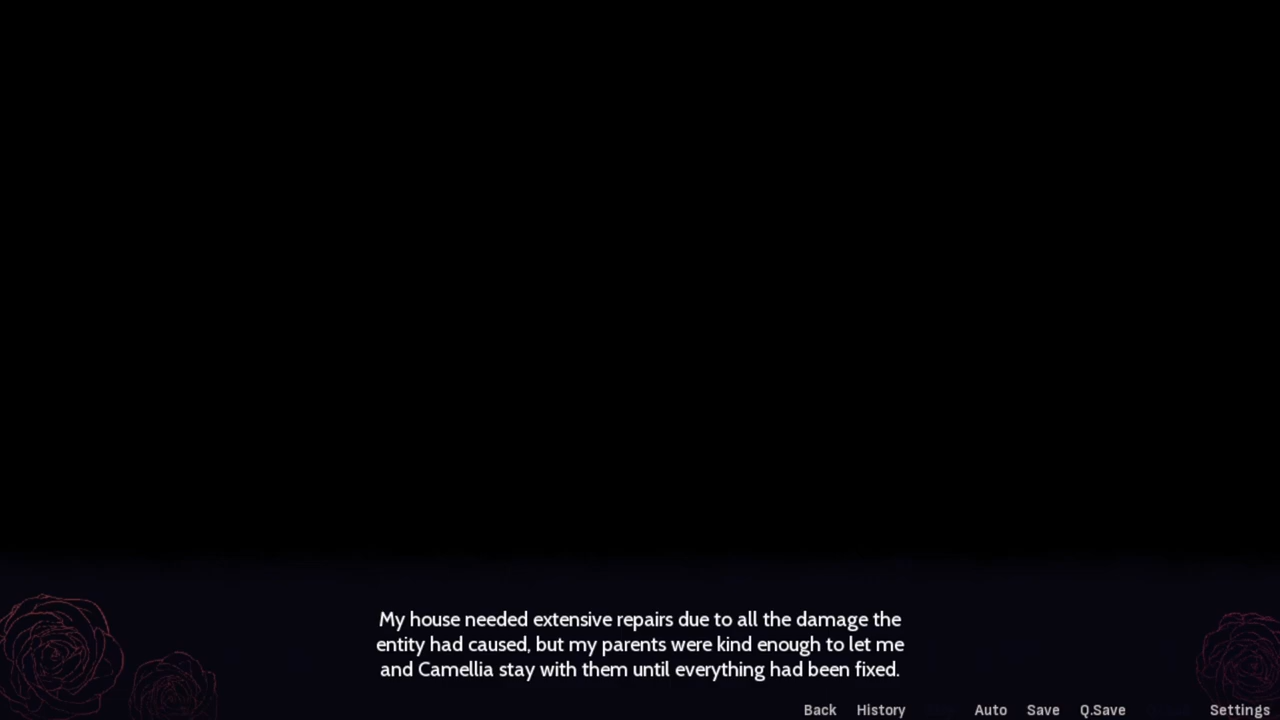 My house needed extensive repairs due to all the damage the
entity had caused, but my parents were kind enough to let me
and Camellia stay with them until everything had been fixed.
Back History Auto Save Q.Save Settings